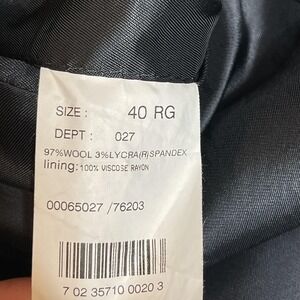 SIZE : 40 RG
DEPT : 027
97%WOOL 3%LYCRA(R)SPANDEX
lining: 100% VISCOSE RAYON
00065027 /76203
7 02 35710 0020 3